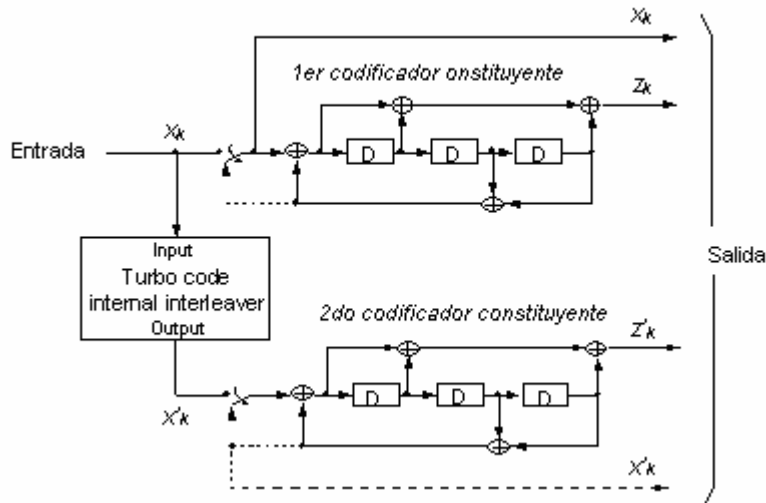 Xk
1er codificador onstituyente
Zk
Entrada
Xk
D
D
D
Input
Turbo code
internal interleaver
Output
Salida
2do codificador constituyente
Z'k
D
D
D
X'k
X'k